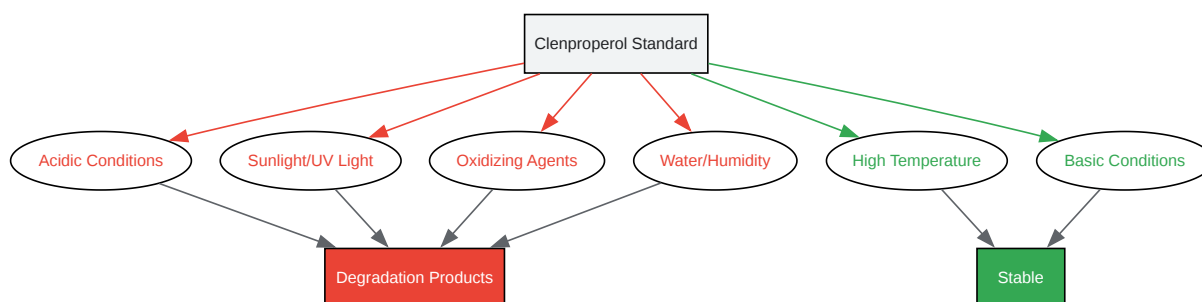 Clenproperol Standard
Acidic Conditions
Sunlight/UV Light
Oxidizing Agents
Water/Humidity
High Temperature
Basic Conditions
Degradation Products
Stable